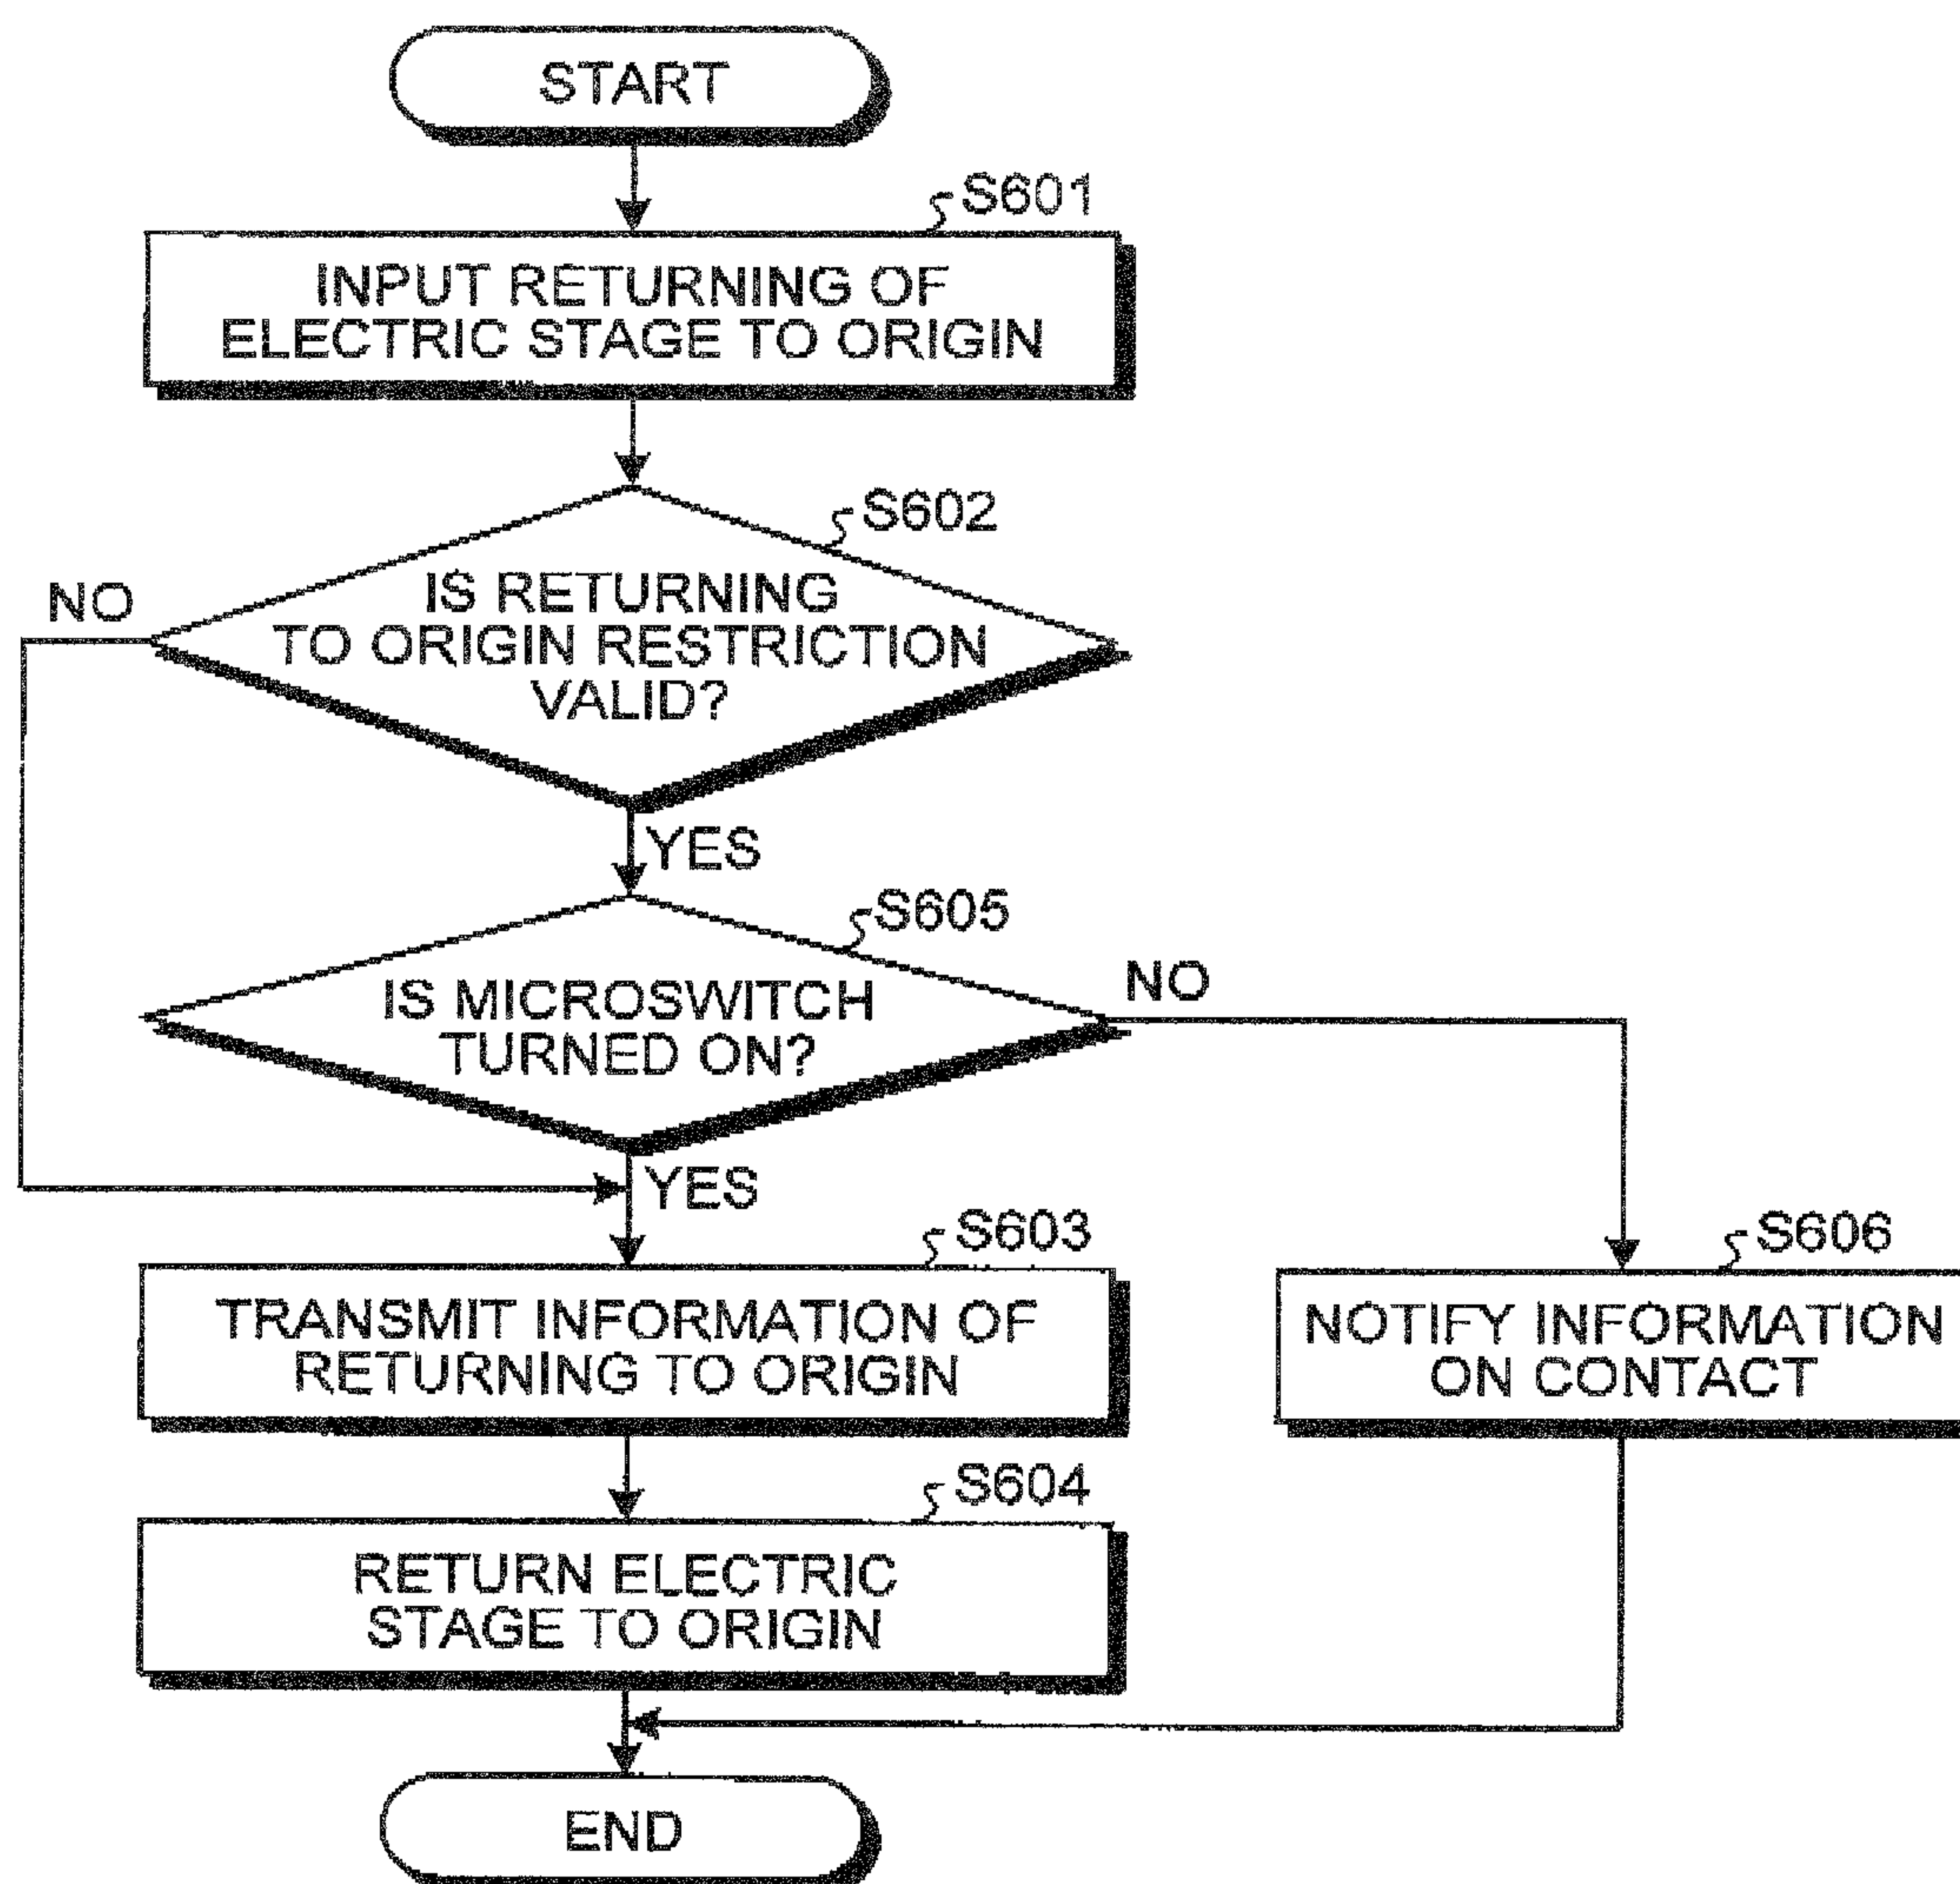 START
S601
INPUT RETURNING OF
ELECTRIC STAGE TO ORIGIN
S602
NO
IS RETURNING
TO ORIGIN RESTRICTION
VALID?
YES
S605
IS MICROSWITCH
TURNED ON?
NO
YES
S603
TRANSMIT INFORMATION OF
RETURNING TO ORIGIN
S606
NOTIFY INFORMATION
ON CONTACT
S604
RETURN ELECTRIC
STAGE TO ORIGIN
END